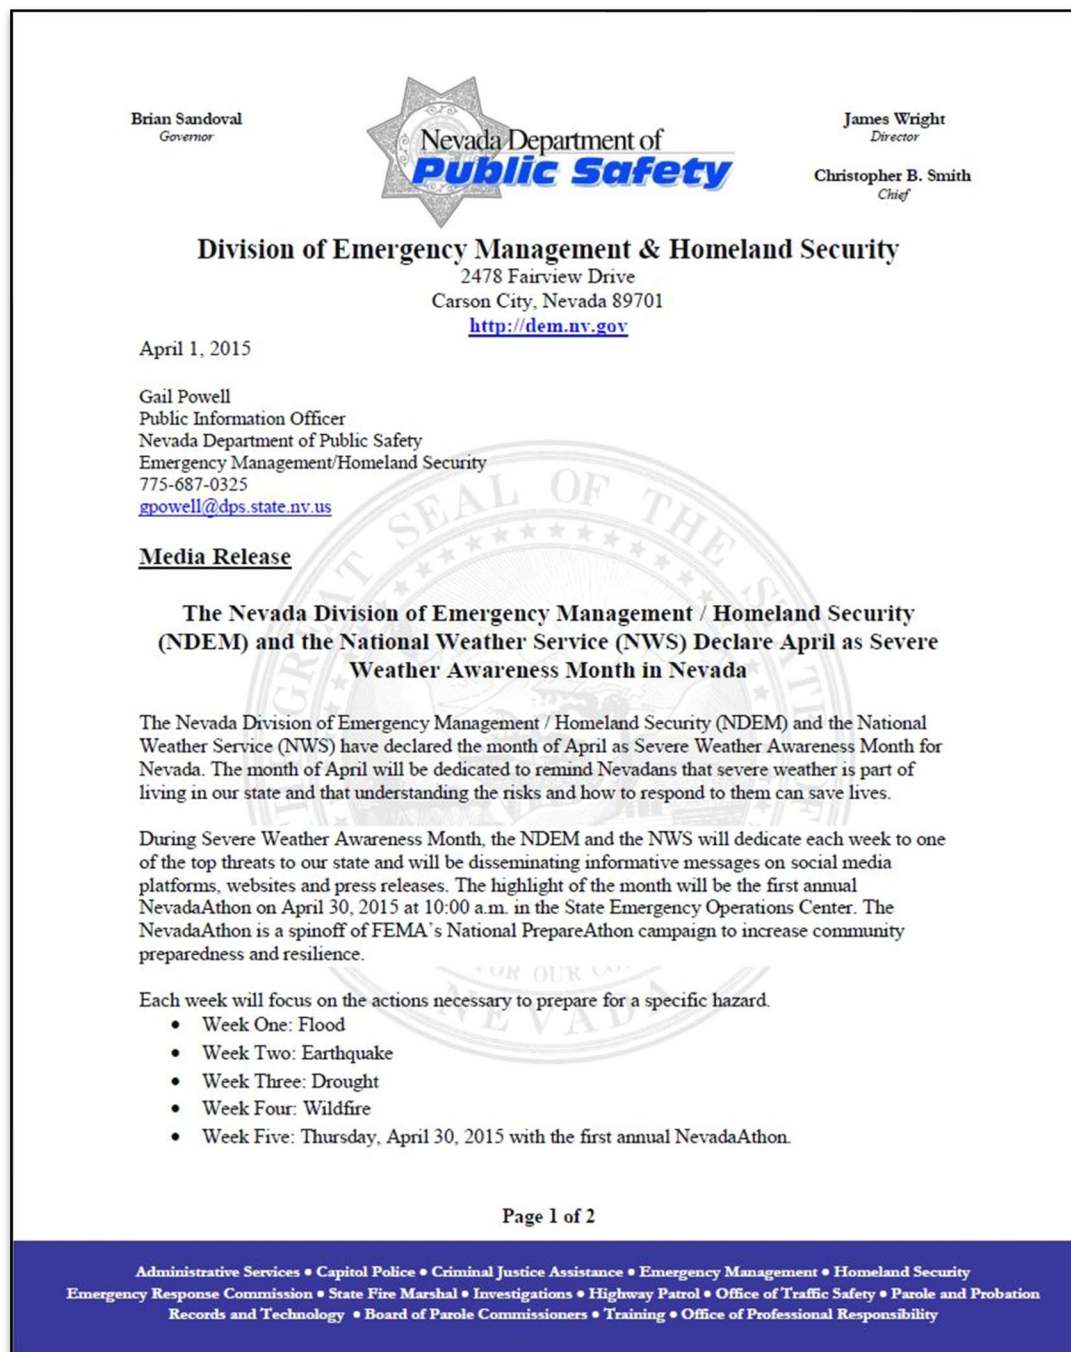 Brian Sandoval
Governor
Nevada Department of
Public Safety
James Wright
Director
Christopher B. Smith
Chief
Division of Emergency Management & Homeland Security
2478 Fairview Drive
Carson City, Nevada 89701
http://dem.nv.gov
April 1, 2015
Gail Powell
Public Information Officer
Nevada Department of Public Safety
Emergency Management/Homeland Security
775-687-0325
gpowell@dps.state.nv.us
Media Release
The Nevada Division of Emergency Management / Homeland Security
(NDEM) and the National Weather Service (NWS) Declare April as Severe
Weather Awareness Month in Nevada
The Nevada Division of Emergency Management / Homeland Security (NDEM) and the National
Weather Service (NWS) have declared the month of April as Severe Weather Awareness Month for
Nevada. The month of April will be dedicated to remind Nevadans that severe weather is part of
living in our state and that understanding the risks and how to respond to them can save lives.
During Severe Weather Awareness Month, the NDEM and the NWS will dedicate each week to one
of the top threats to our state and will be disseminating informative messages on social media
platforms, websites and press releases. The highlight of the month will be the first annual
NevadaAthon on April 30, 2015 at 10:00 a.m. in the State Emergency Operations Center. The
NevadaAthon is a spinoff of FEMA's National PrepareAthon campaign to increase community
preparedness and resilience.
Each week will focus on the actions necessary to prepare for a specific hazard.
• Week One: Flood
• Week Two: Earthquake
• Week Three: Drought
• Week Four: Wildfire
• Week Five: Thursday, April 30, 2015 with the first annual NevadaAthon.
THE GREAT SEAL OF THE STATE OF
NEVADA
FOR OUR
Page 1 of 2
Administrative Services • Capitol Police • Criminal Justice Assistance • Emergency Management • Homeland Security
Emergency Response Commission • State Fire Marshal • Investigations • Highway Patrol • Office of Traffic Safety • Parole and Probation
Records and Technology • Board of Parole Commissioners • Training • Office of Professional Responsibility